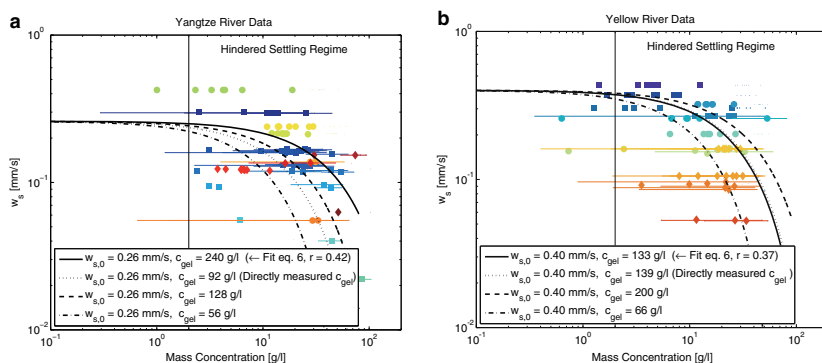 a
Yangtze River Data
Hindered Settling Regime
10⁰
10⁻¹
10⁻²
w_s [mm/s]
w_s,0 = 0.26 mm/s, c_gel = 240 g/l (← Fit eq. 6, r = 0.42)
w_s,0 = 0.26 mm/s, c_gel = 92 g/l (Directly measured c_gel)
w_s,0 = 0.26 mm/s, c_gel = 128 g/l
w_s,0 = 0.26 mm/s, c_gel = 56 g/l
10⁻¹ 10⁰ 10¹ 10²
Mass Concentration [g/l]
b
Yellow River Data
Hindered Settling Regime
10⁰
10⁻¹
10⁻²
w_s [mm/s]
w_s,0 = 0.40 mm/s, c_gel = 133 g/l (← Fit eq. 6, r = 0.37)
w_s,0 = 0.40 mm/s, c_gel = 139 g/l (Directly measured c_gel)
w_s,0 = 0.40 mm/s, c_gel = 200 g/l
w_s,0 = 0.40 mm/s, c_gel = 66 g/l
10⁻¹ 10⁰ 10¹ 10²
Mass Concentration [g/l]